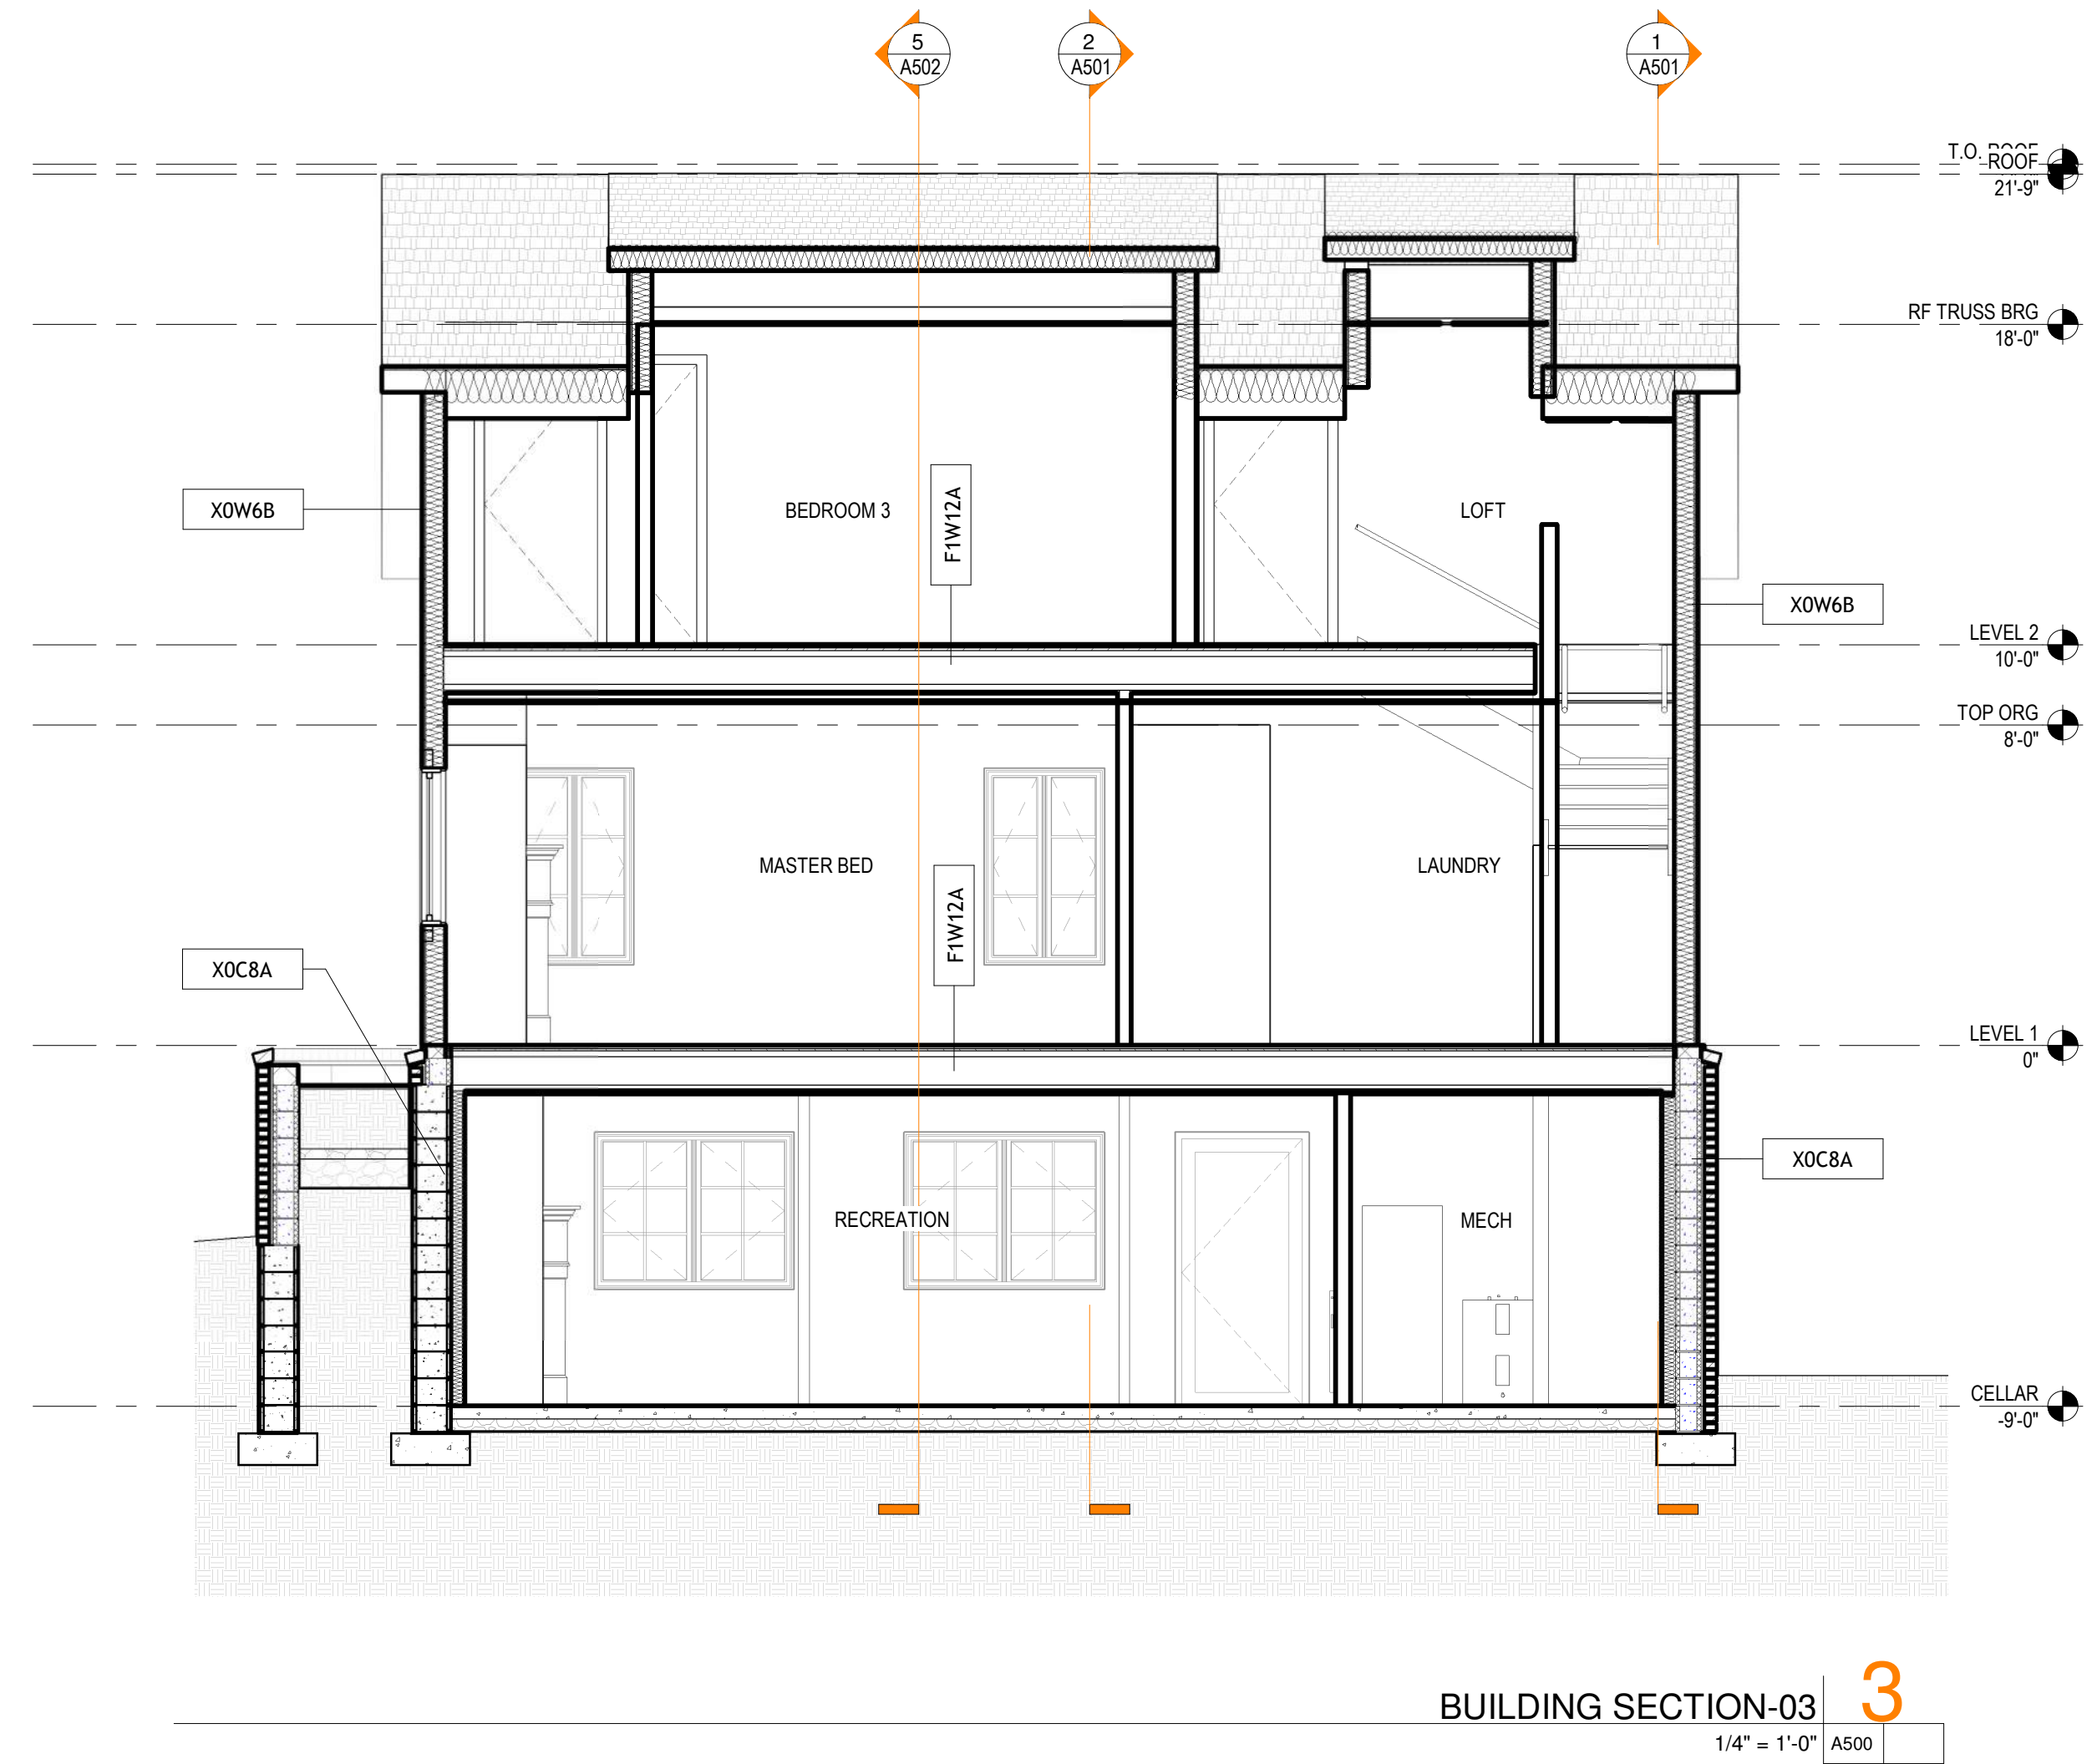 5
A502
2
A501
1
A501
T.O. ROOF
ROOF
21'-9"
RF TRUSS BRG
18'-0"
X0W6B
BEDROOM 3
F1W12A
LOFT
X0W6B
LEVEL 2
10'-0"
TOP ORG
8'-0"
MASTER BED
F1W12A
LAUNDRY
X0C8A
LEVEL 1
0"
X0C8A
RECREATION
MECH
CELLAR
-9'-0"
BUILDING SECTION-03
3
1/4" = 1'-0"
A500